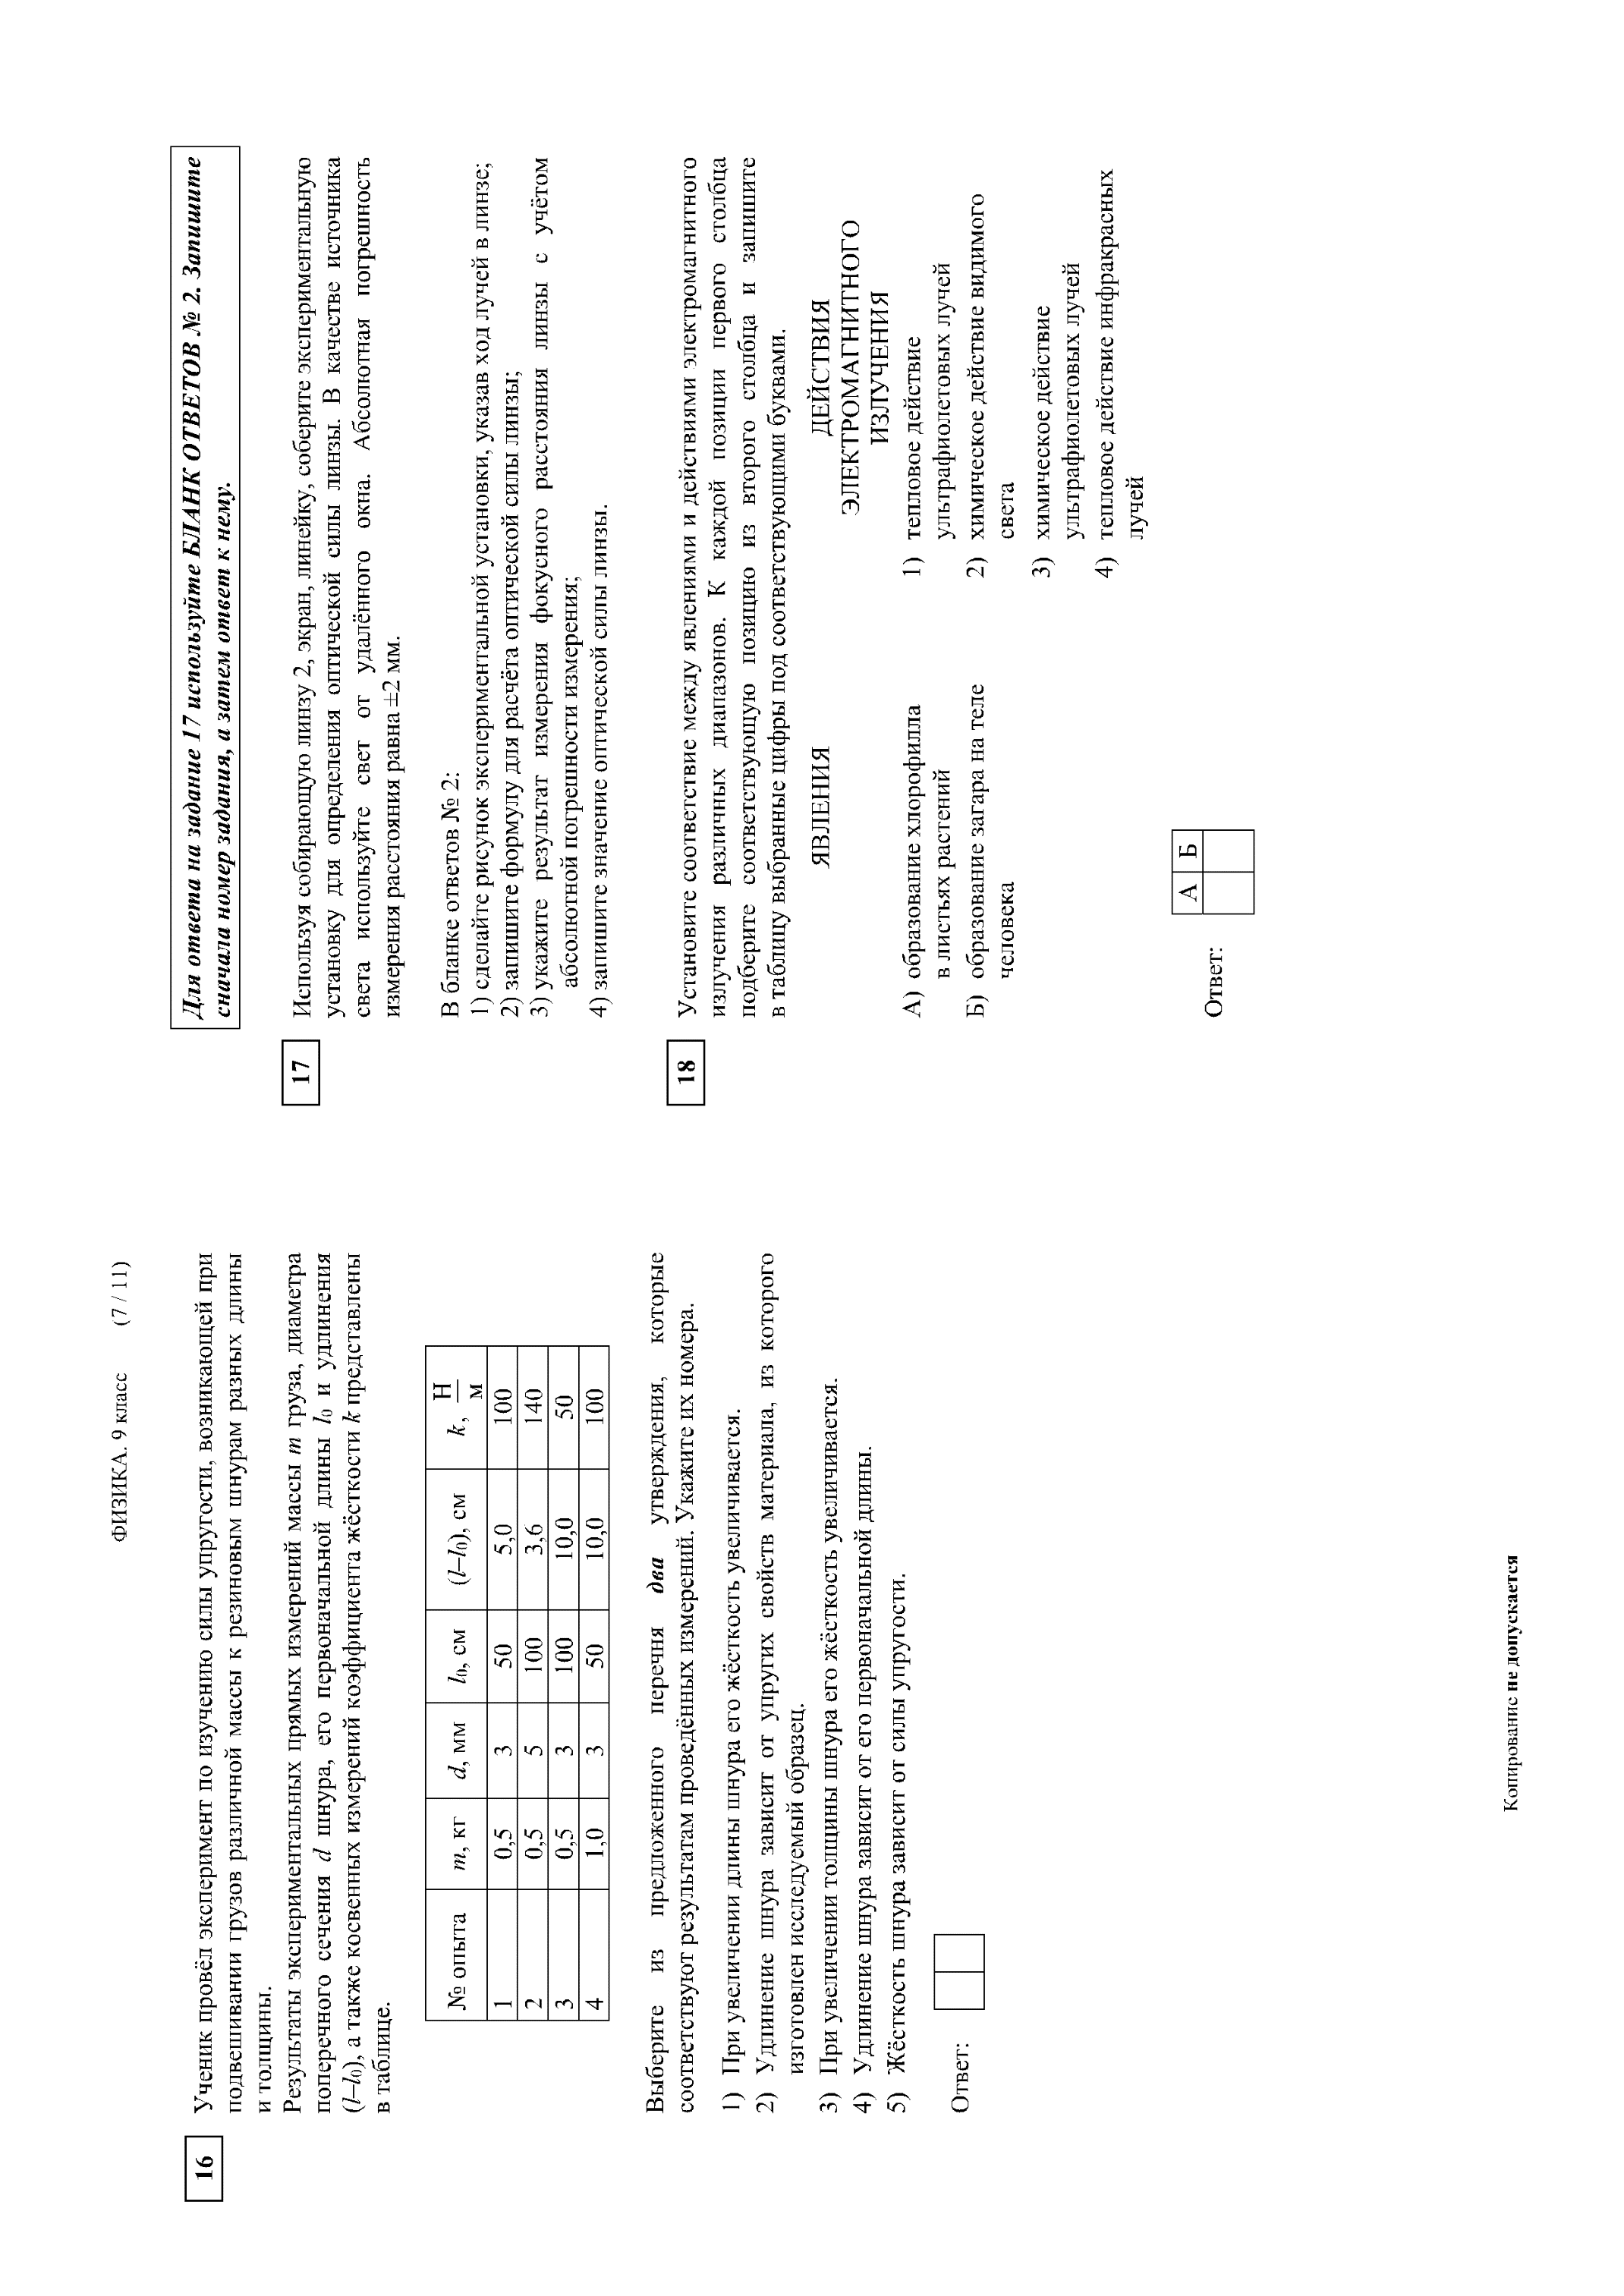 ФИЗИКА. 9 класс (7 / 11)
16
Ученик провёл эксперимент по изучению силы упругости, возникающей при
подвешивании грузов различной массы к резиновым шнурам разных длины
и толщины.
Результаты экспериментальных прямых измерений массы m груза, диаметра
поперечного сечения d шнура, его первоначальной длины l₀ и удлинения
(l–l₀), а также косвенных измерений коэффициента жёсткости k представлены
в таблице.
№ опыта m, кг d, мм l₀, см (l–l₀), см k, Н/м
1 0,5 3 50 5,0 100
2 0,5 5 100 3,6 140
3 0,5 3 100 10,0 50
4 1,0 3 50 10,0 100
Выберите из предложенного перечня два утверждения, которые
соответствуют результатам проведённых измерений. Укажите их номера.
1) При увеличении длины шнура его жёсткость увеличивается.
2) Удлинение шнура зависит от упругих свойств материала, из которого
изготовлен исследуемый образец.
3) При увеличении толщины шнура его жёсткость увеличивается.
4) Удлинение шнура зависит от его первоначальной длины.
5) Жёсткость шнура зависит от силы упругости.
Ответ:
Для ответа на задание 17 используйте БЛАНК ОТВЕТОВ № 2. Запишите
сначала номер задания, а затем ответ к нему.
17
Используя собирающую линзу 2, экран, линейку, соберите экспериментальную
установку для определения оптической силы линзы. В качестве источника
света используйте свет от удалённого окна. Абсолютная погрешность
измерения расстояния равна ±2 мм.
В бланке ответов № 2:
1) сделайте рисунок экспериментальной установки, указав ход лучей в линзе;
2) запишите формулу для расчёта оптической силы линзы;
3) укажите результат измерения фокусного расстояния линзы с учётом
абсолютной погрешности измерения;
4) запишите значение оптической силы линзы.
18
Установите соответствие между явлениями и действиями электромагнитного
излучения различных диапазонов. К каждой позиции первого столбца
подберите соответствующую позицию из второго столбца и запишите
в таблицу выбранные цифры под соответствующими буквами.
ЯВЛЕНИЯ
А) образование хлорофилла
в листьях растений
Б) образование загара на теле
человека
ДЕЙСТВИЯ
ЭЛЕКТРОМАГНИТНОГО
ИЗЛУЧЕНИЯ
1) тепловое действие
ультрафиолетовых лучей
2) химическое действие видимого
света
3) химическое действие
ультрафиолетовых лучей
4) тепловое действие инфракрасных
лучей
Ответ:
А Б
Копирование не допускается